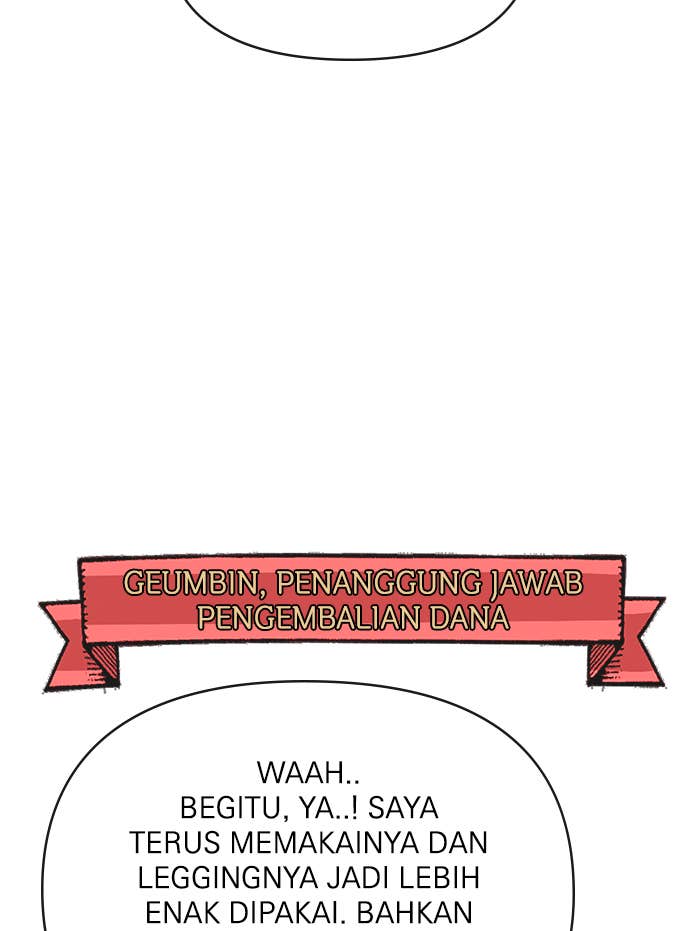 GEUMBIN, PENANGGUNG JAWAB
PENGEMBALIAN DANA
WAAH..
BEGITU, YA..! SAYA
TERUS MEMAKAINYA DAN
LEGGINGNYA JADI LEBIH
ENAK DIPAKAI. BAHKAN